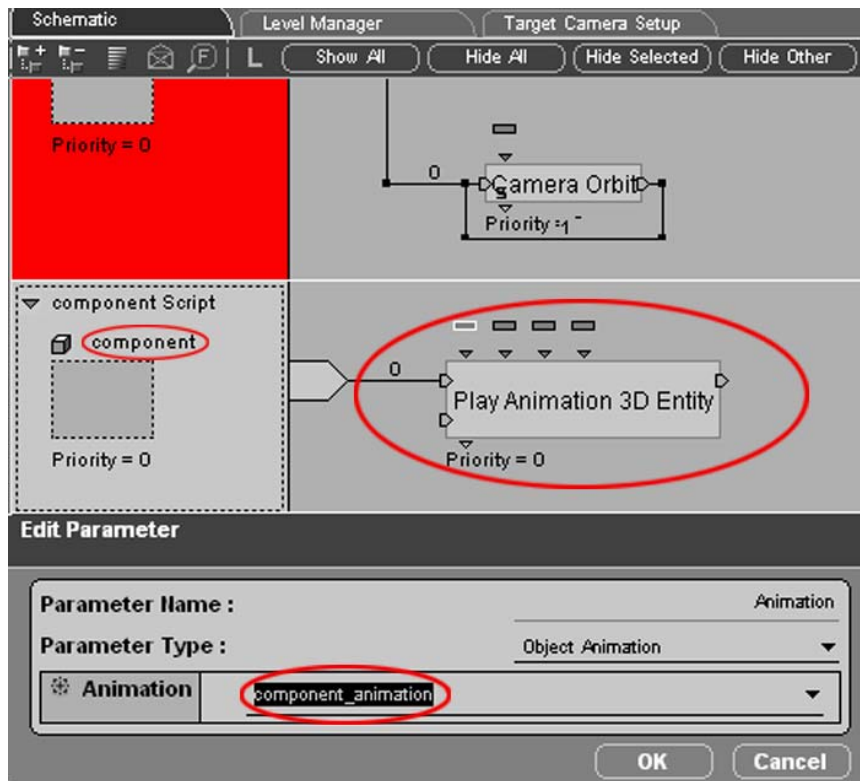 Schematic Level Manager Target Camera Setup
F L Show All Hide All Hide Selected Hide Other
Priority = 0
0
Camera Orbit
S
Priority =-1
component Script
component
0
Play Animation 3D Entity
Priority = 0
Priority = 0
Edit Parameter
Parameter Name : Animation
Parameter Type : Object Animation
Animation component_animation
OK Cancel